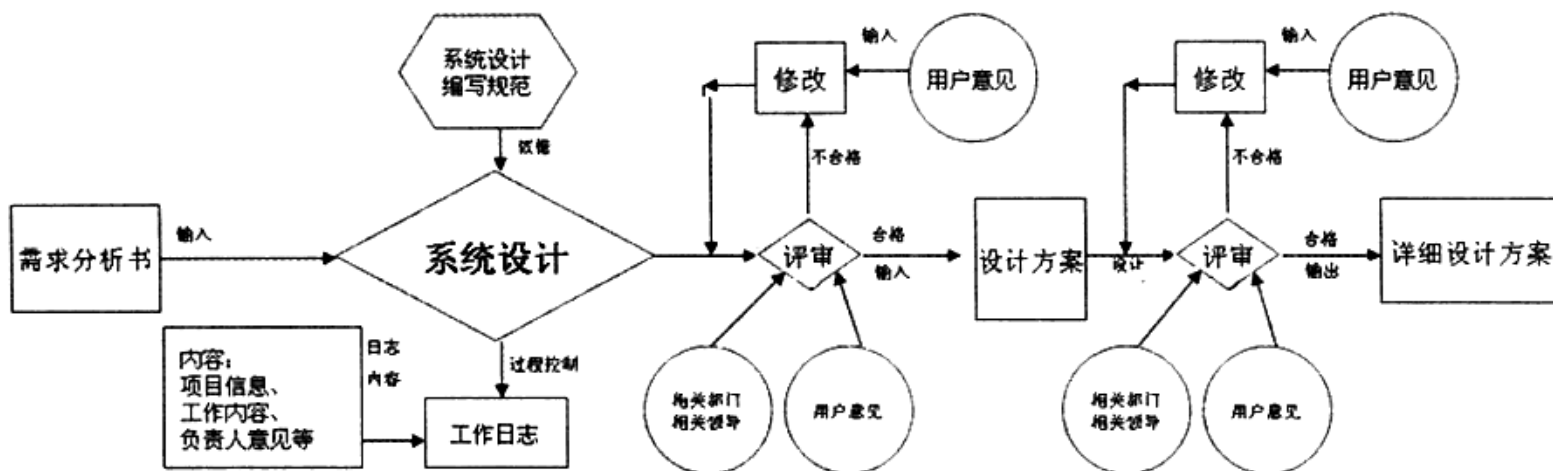 系统设计
编写规范
输入
修改
用户意见
输入
修改
用户意见
不合格
不合格
需求分析书
输入
系统设计
评审
合格
输入
设计方案
设计
评审
合格
输出
详细设计方案
内容：
项目信息、
工作内容、
负责人意见等
日志
内容
过程控制
工作日志
相关部门
相关领导
用户意见
相关部门
相关领导
用户意见